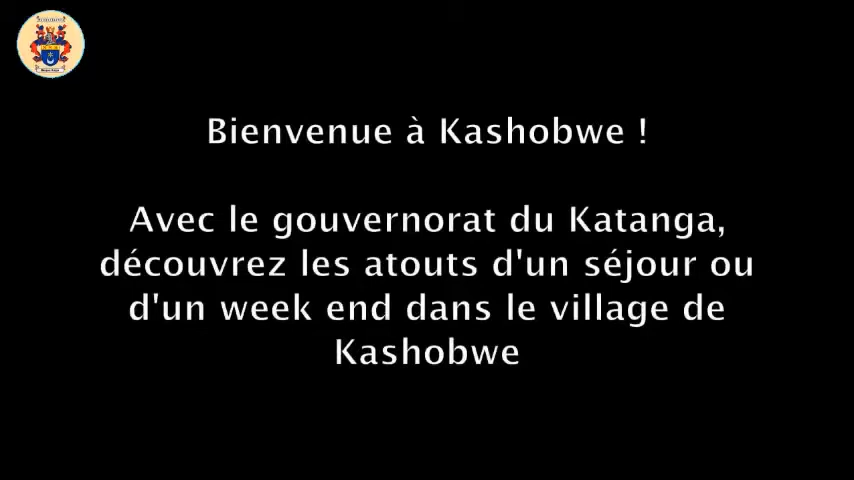 Bienvenue à Kashobwe !
Avec le gouvernorat du Katanga,
découvrez les atouts d'un séjour ou
d'un week end dans le village de
Kashobwe